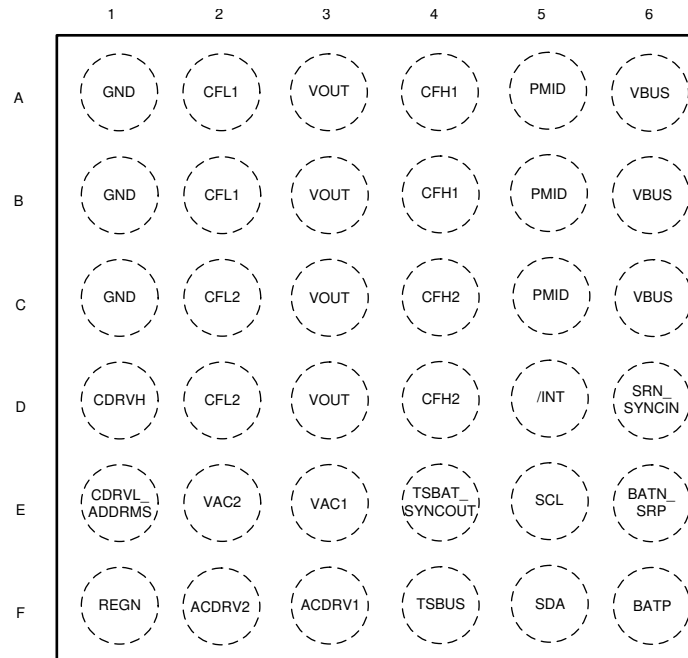 1 2 3 4 5 6
A GND CFL1 VOUT CFH1 PMID VBUS
B GND CFL1 VOUT CFH1 PMID VBUS
C GND CFL2 VOUT CFH2 PMID VBUS
D CDRVH CFL2 VOUT CFH2 /INT SRN_
SYNCIN
E CDRVL_
ADDRMS VAC2 VAC1 TSBAT_
SYNCOUT SCL BATN_
SRP
F REGN ACDRV2 ACDRV1 TSBUS SDA BATP